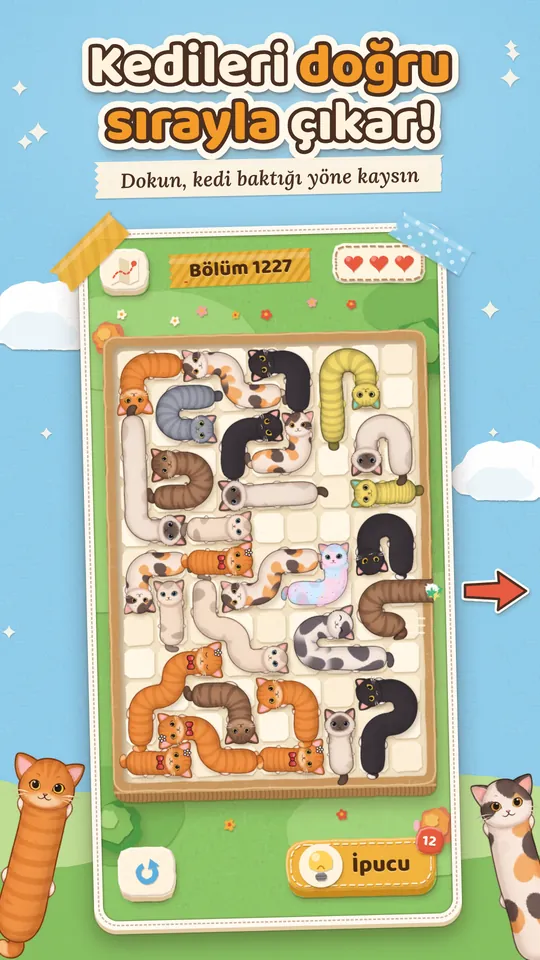 Kedileri doğru
sırayla çıkar!
Dokun, kedi baktığı yöne kaysın
Bölüm 1227
12
İpucu